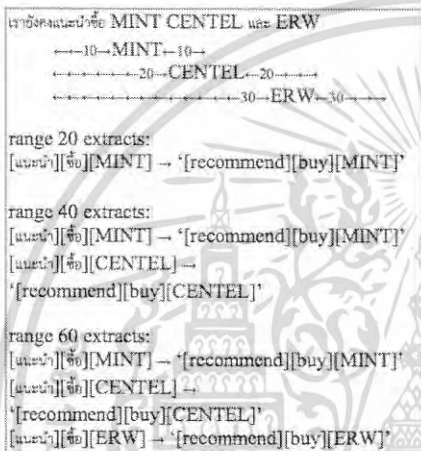 เรายังคงแนะนำซื้อ MINT CENTEL และ ERW
←–10→MINT←10→
←20→CENTEL←20→
←30→ERW←30→
range 20 extracts:
[แนะนำ][ซื้อ][MINT] → ‘[recommend][buy][MINT]’
range 40 extracts:
[แนะนำ][ซื้อ][MINT] → ‘[recommend][buy][MINT]’
[แนะนำ][ซื้อ][CENTEL] →
‘[recommend][buy][CENTEL]’
range 60 extracts:
[แนะนำ][ซื้อ][MINT] → ‘[recommend][buy][MINT]’
[แนะนำ][ซื้อ][CENTEL] →
‘[recommend][buy][CENTEL]’
[แนะนำ][ซื้อ][ERW] → ‘[recommend][buy][ERW]’